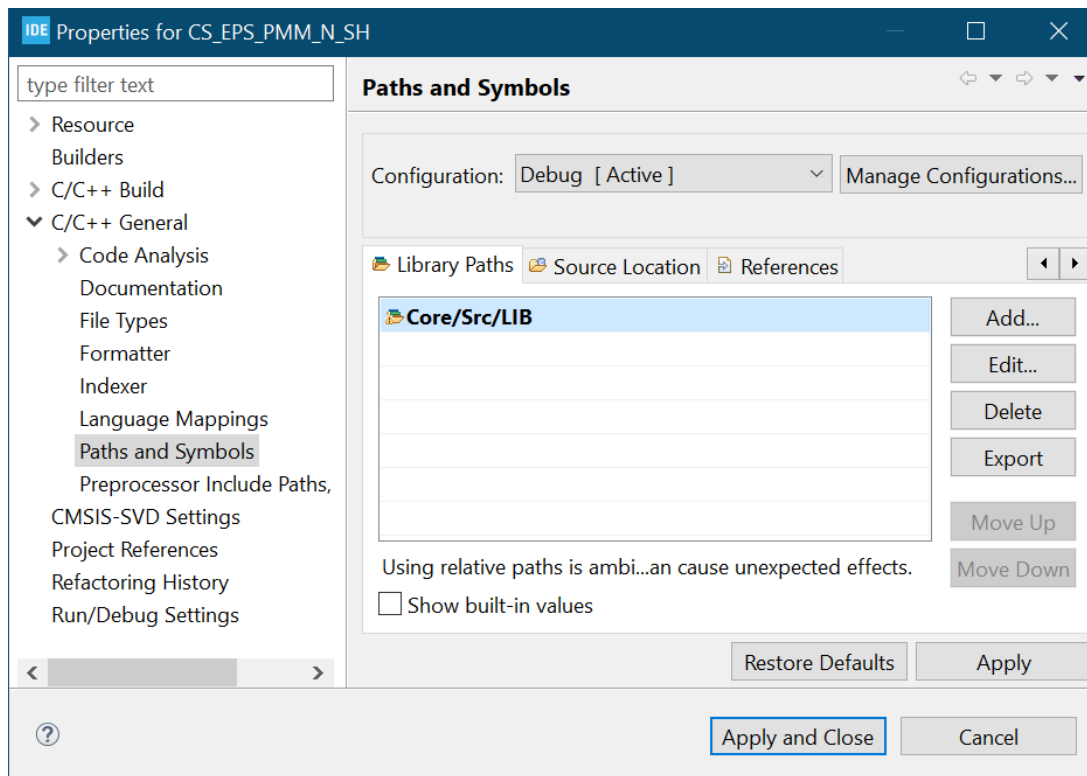 IDE Properties for CS_EPS_PMM_N_SH
type filter text
Resource
Builders
C/C++ Build
C/C++ General
Code Analysis
Documentation
File Types
Formatter
Indexer
Language Mappings
Paths and Symbols
Preprocessor Include Paths,
CMSIS-SVD Settings
Project References
Refactoring History
Run/Debug Settings
Paths and Symbols
Configuration: Debug [ Active ] Manage Configurations...
Library Paths Source Location References
Core/Src/LIB
Add...
Edit...
Delete
Export
Move Up
Move Down
Using relative paths is ambi...an cause unexpected effects.
Show built-in values
Restore Defaults Apply
? Apply and Close Cancel